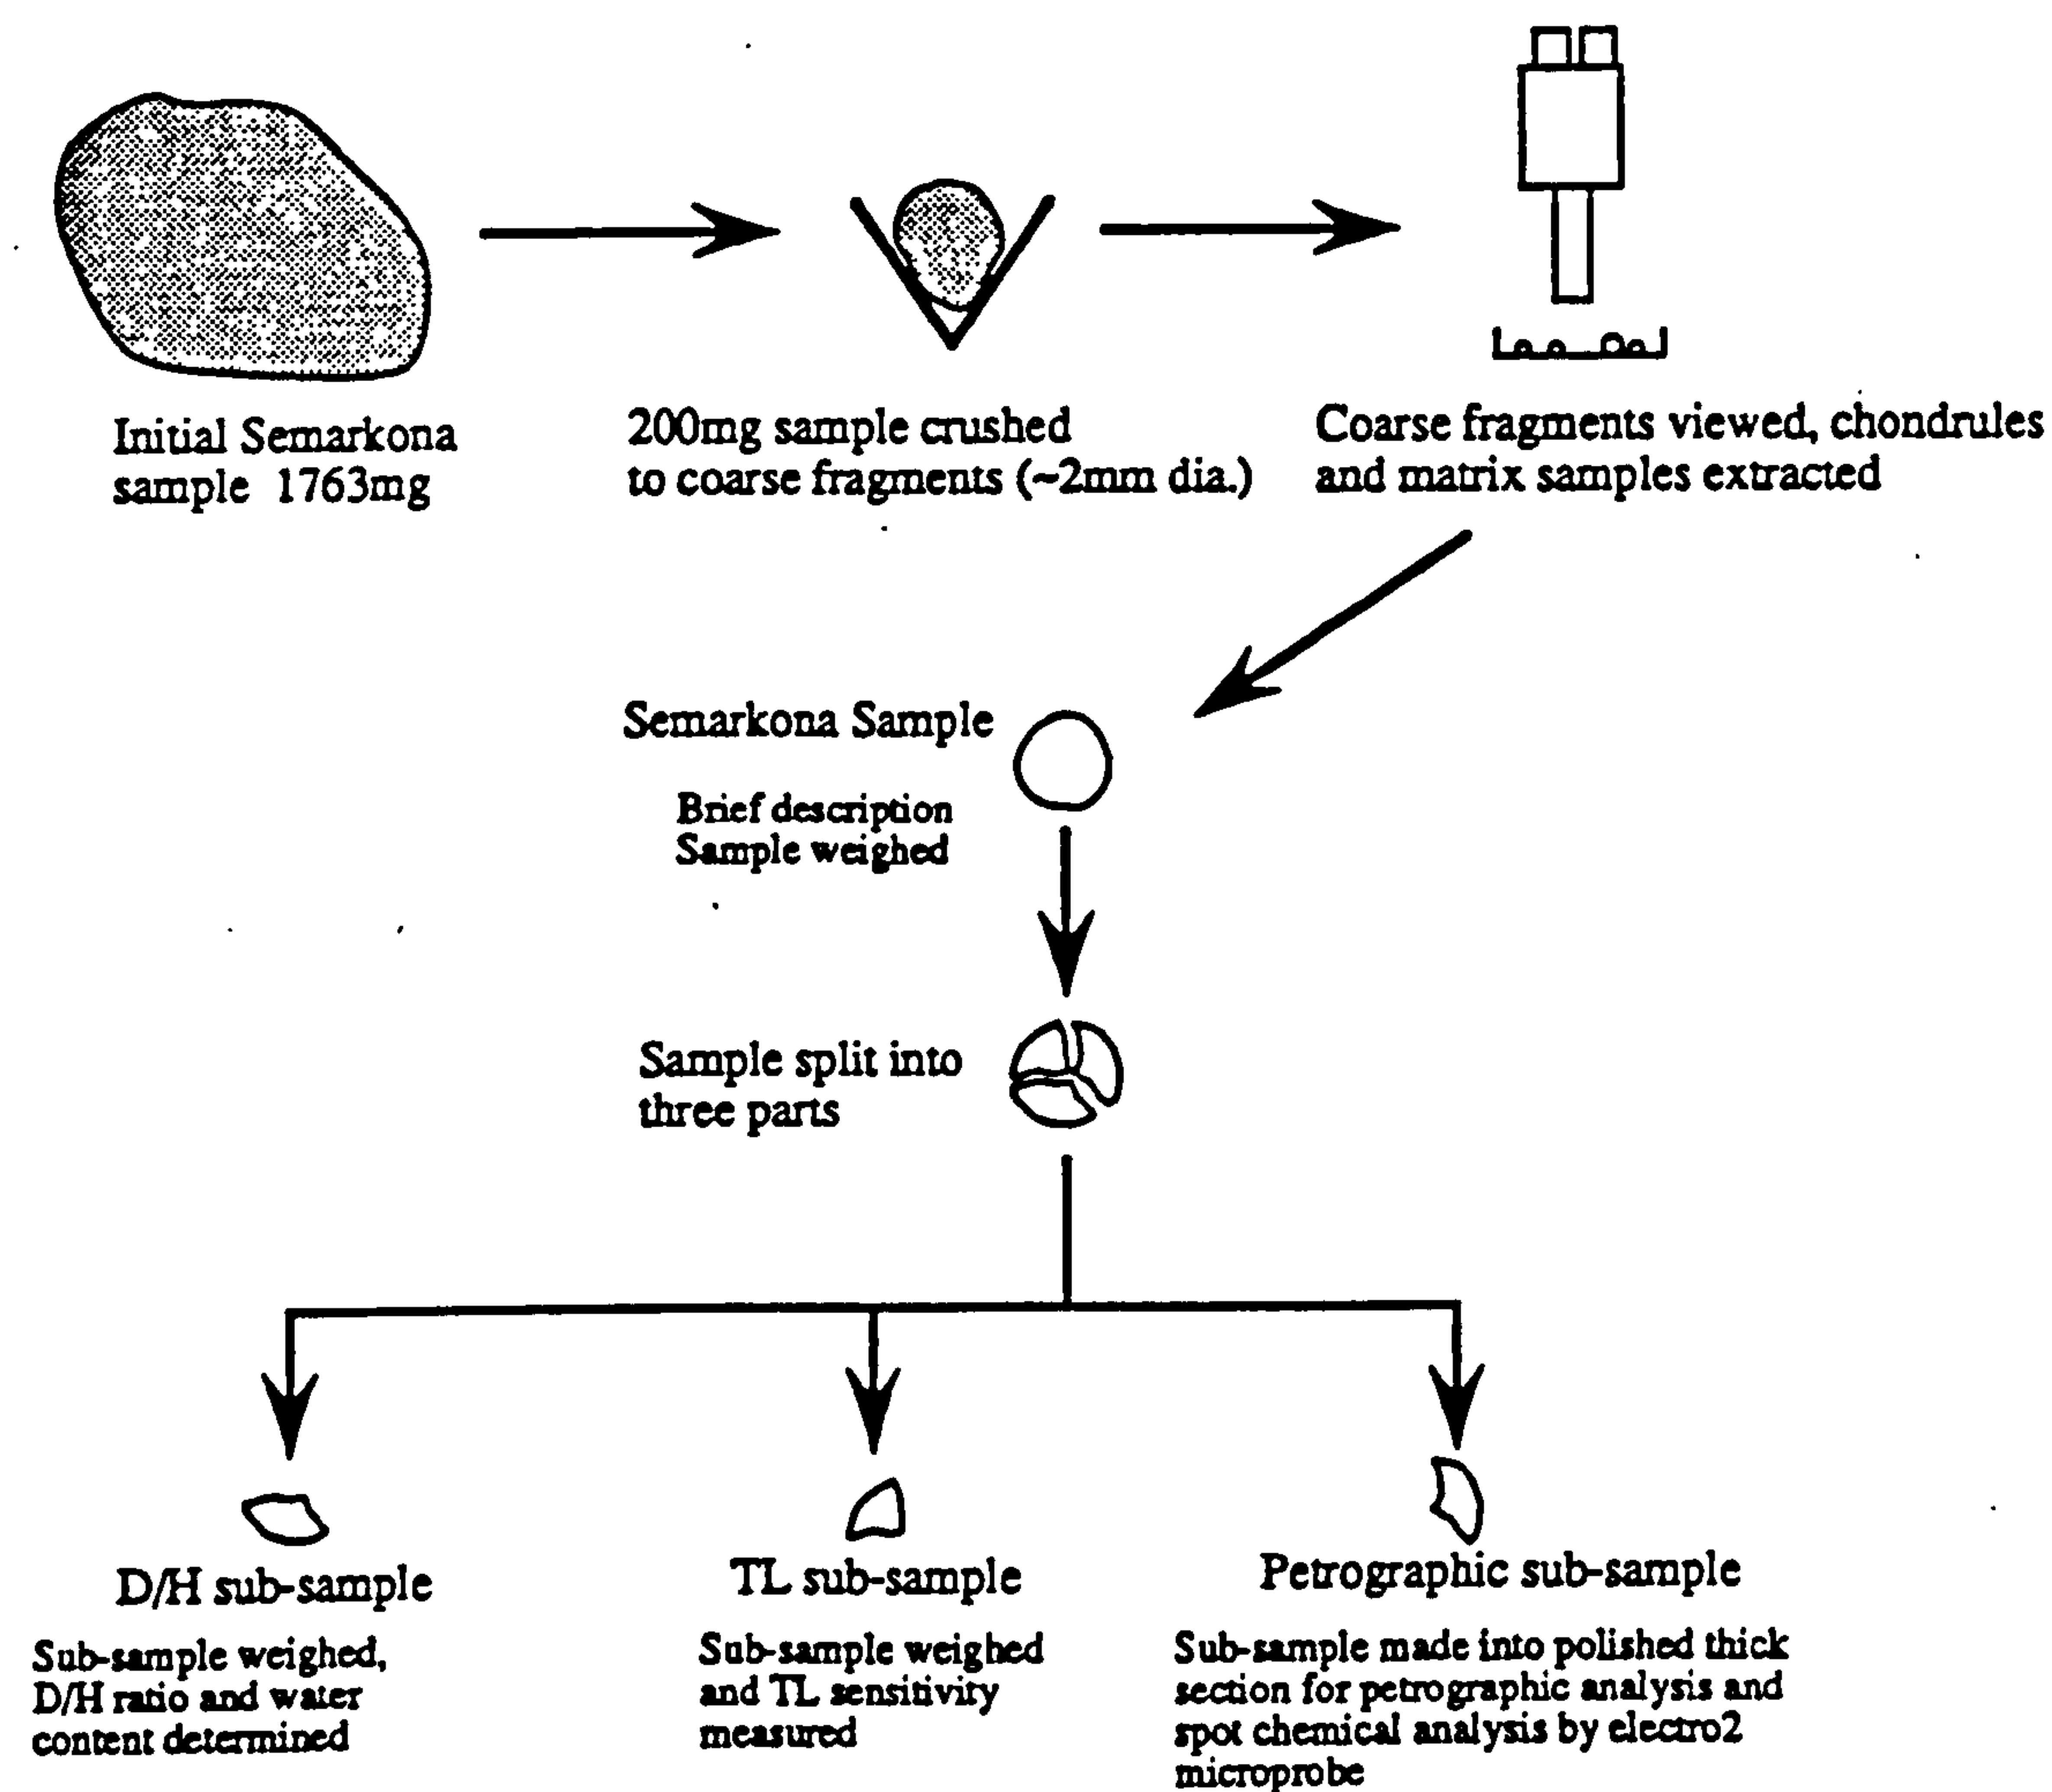 Initial Semarkona
sample 1763mg
200mg sample crushed
to coarse fragments (~2mm dia.)
Coarse fragments viewed, chondrules
and matrix samples extracted
Semarkona Sample
Brief description
Sample weighed
Sample split into
three parts
D/H sub-sample
Sub-sample weighed,
D/H ratio and water
content determined
TL sub-sample
Sub-sample weighed
and TL sensitivity
measured
Petrographic sub-sample
Sub-sample made into polished thick
section for petrographic analysis and
spot chemical analysis by electro2
microprobe